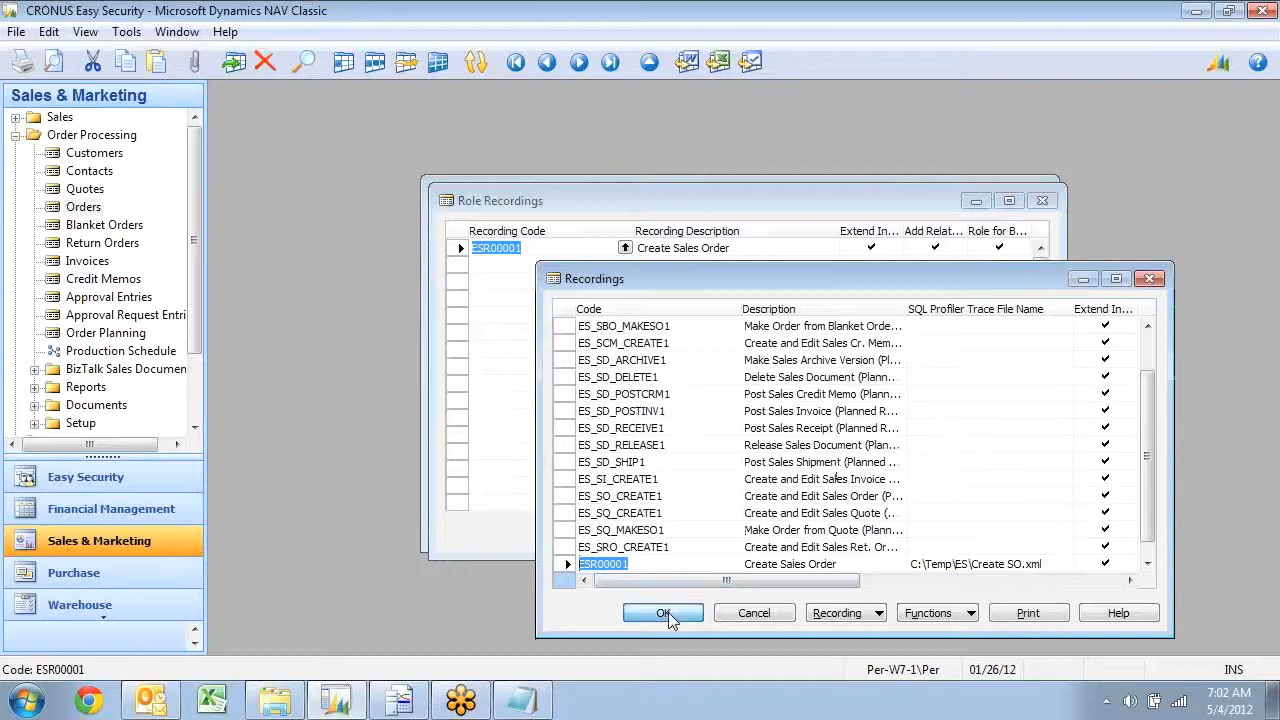 CRONUS Easy Security - Microsoft Dynamics NAV Classic
File Edit View Tools Window Help
Sales & Marketing
Sales
Order Processing
Customers
Contacts
Quotes
Orders
Blanket Orders
Return Orders
Invoices
Credit Memos
Approval Entries
Approval Request Entri
Order Planning
Production Schedule
BizTalk Sales Documen
Reports
Documents
Setup
Easy Security
Financial Management
Sales & Marketing
Purchase
Warehouse
Role Recordings
Recording Code Recording Description Extend In... Add Relat... Role for B...
ESR00001 Create Sales Order
Recordings
Code Description SQL Profiler Trace File Name Extend In...
ES_SBO_MAKESO1 Make Order from Blanket Orde...
ES_SCM_CREATE1 Create and Edit Sales Cr. Mem...
ES_SD_ARCHIVE1 Make Sales Archive Version (Pl...
ES_SD_DELETE1 Delete Sales Document (Plann...
ES_SD_POSTCRM1 Post Sales Credit Memo (Plann...
ES_SD_POSTINV1 Post Sales Invoice (Planned R...
ES_SD_RECEIVE1 Post Sales Receipt (Planned R...
ES_SD_RELEASE1 Release Sales Document (Plan...
ES_SD_SHIP1 Post Sales Shipment (Planned ...
ES_SI_CREATE1 Create and Edit Sales Invoice ...
ES_SO_CREATE1 Create and Edit Sales Order (P...
ES_SQ_CREATE1 Create and Edit Sales Quote (...
ES_SQ_MAKESO1 Make Order from Quote (Plann...
ES_SRO_CREATE1 Create and Edit Sales Ret. Or...
ESR00001 Create Sales Order C:\Temp\ES\Create SO.xml
OK Cancel Recording Functions Print Help
Code: ESR00001 Per-W7-1\Per 01/26/12 INS
7:02 AM
5/4/2012